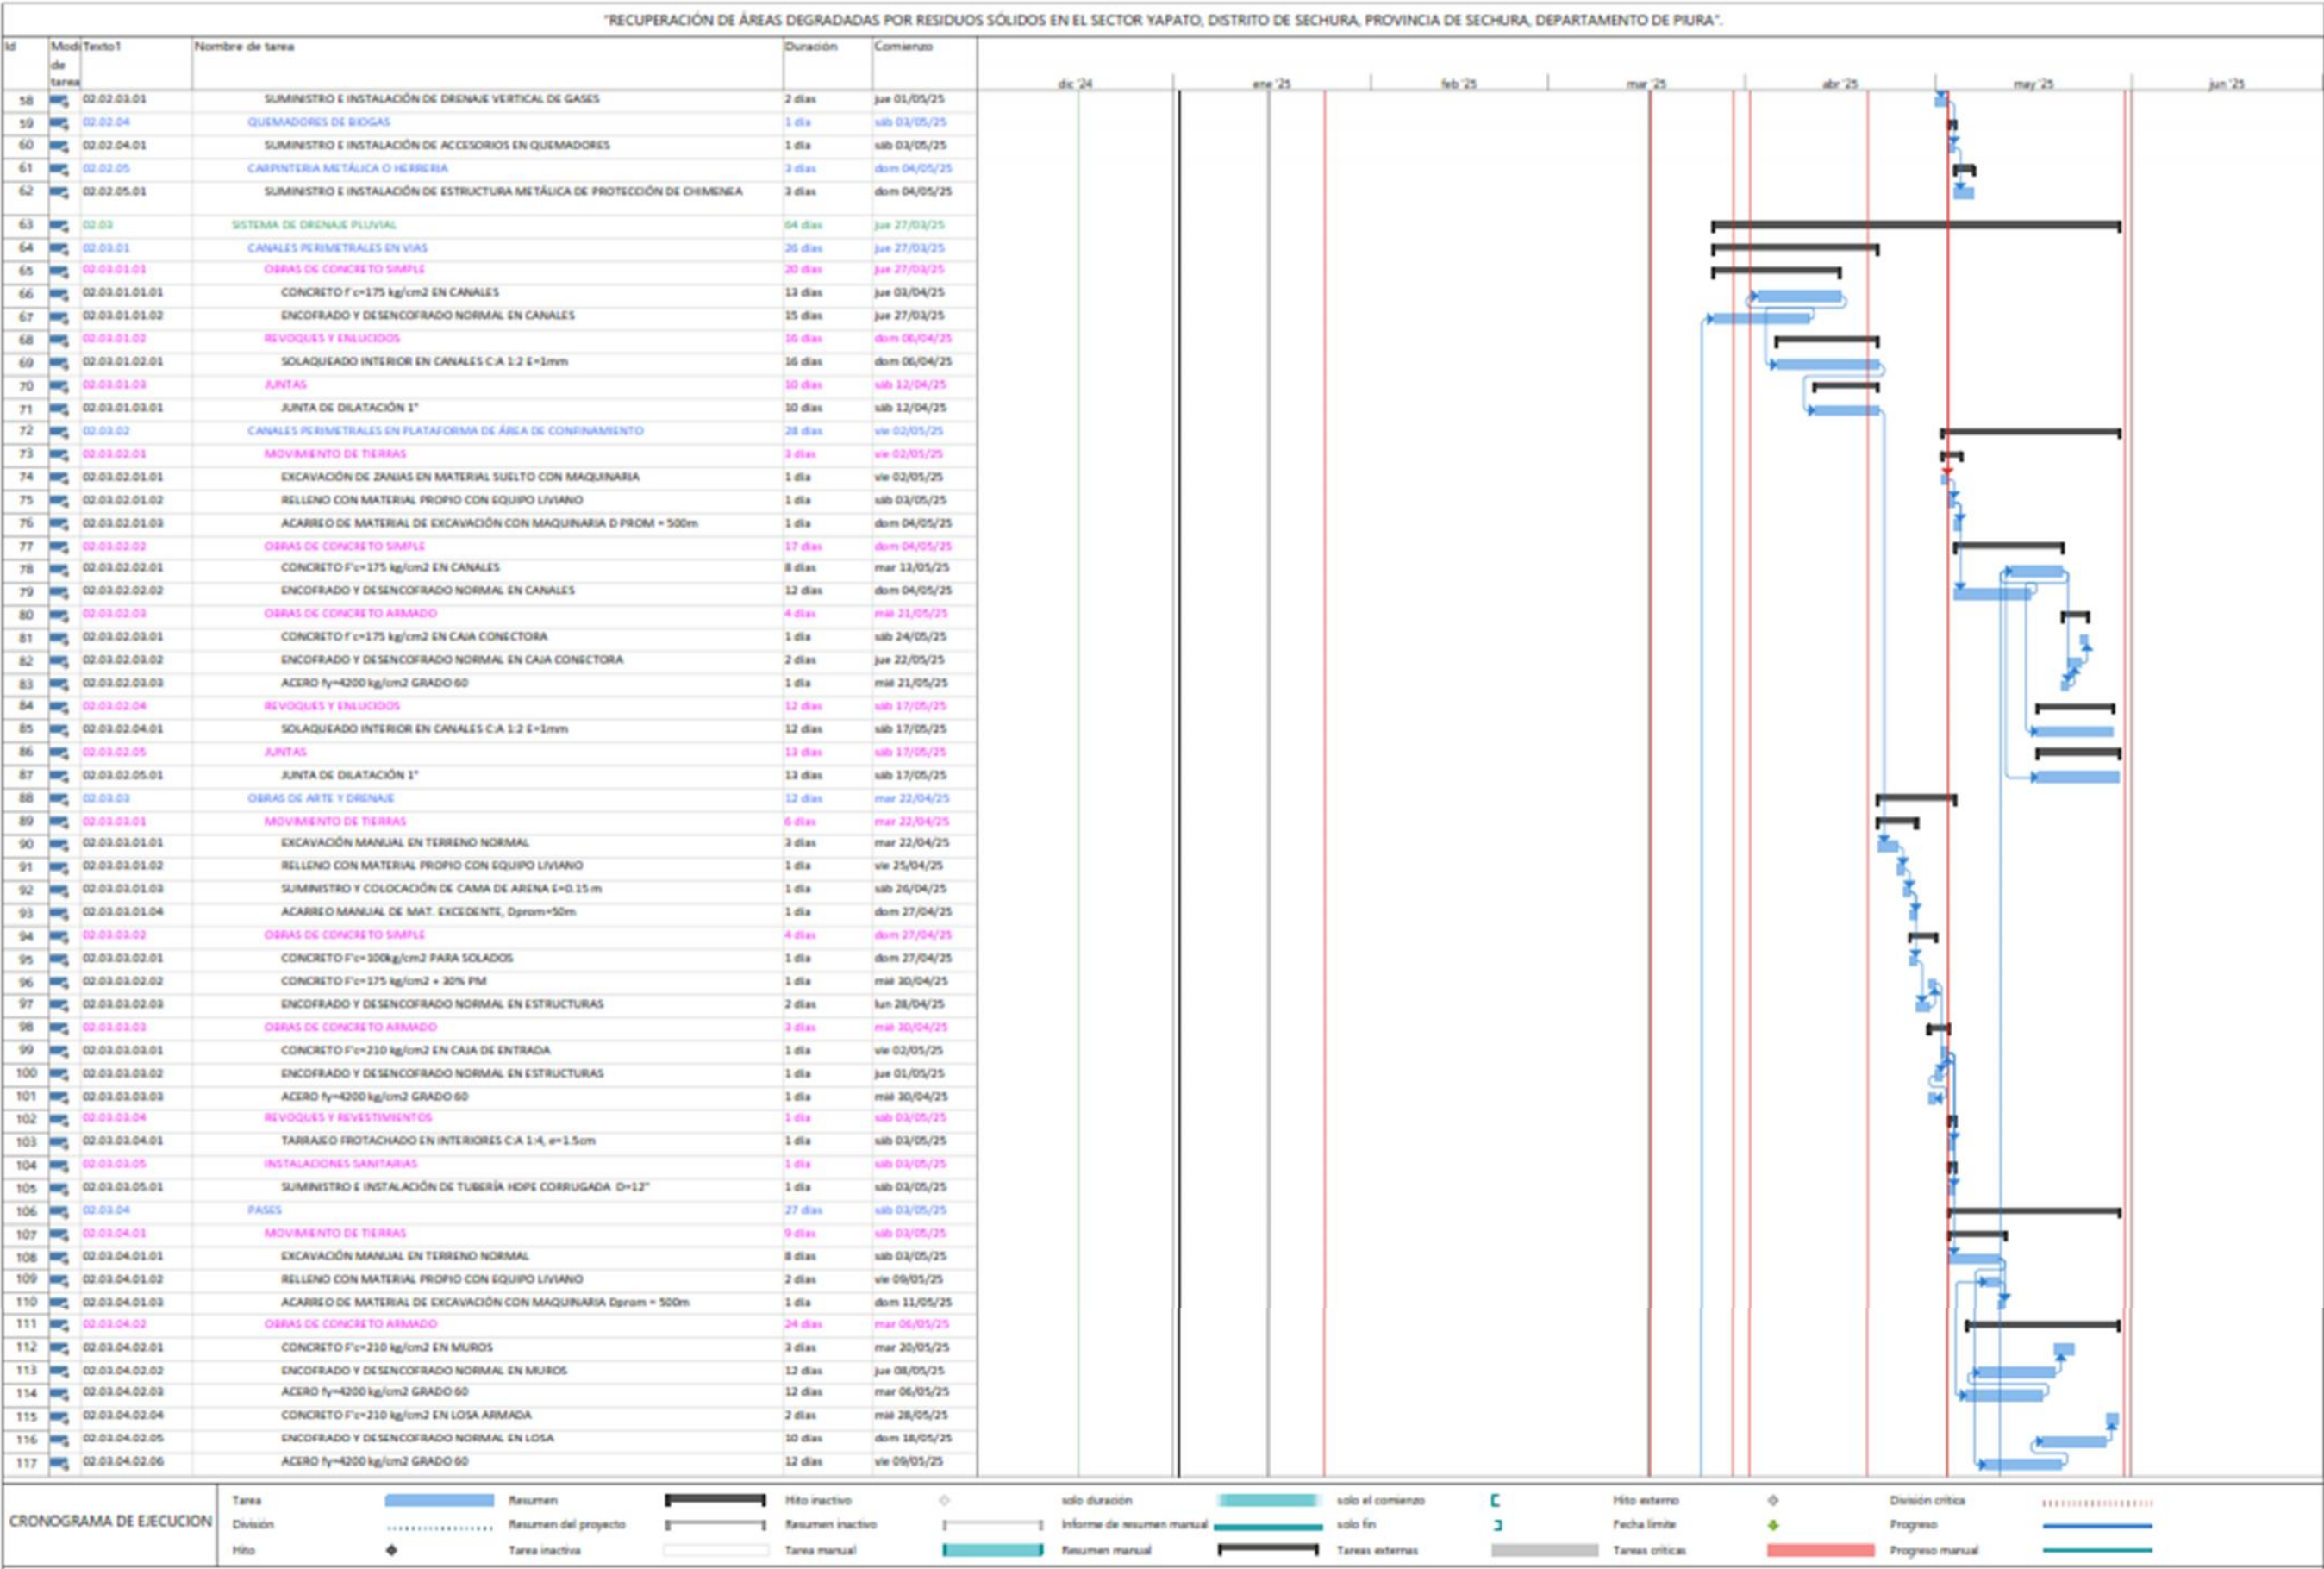 "RECUPERACIÓN DE ÁREAS DEGRADADAS POR RESIDUOS SÓLIDOS EN EL SECTOR YAPATO, DISTRITO DE SECHURA, PROVINCIA DE SECHURA, DEPARTAMENTO DE PIURA".
Id Modo de tarea Texto1 Nombre de tarea Duración Comienzo
dic '24 ene '25 feb '25 mar '25 abr '25 may '25 jun '25
58 02.02.03.01 SUMINISTRO E INSTALACIÓN DE DRENAJE VERTICAL DE GASES 2 días jue 01/05/25
59 02.02.04 QUEMADORES DE BIOGAS 1 día sáb 03/05/25
60 02.02.04.01 SUMINISTRO E INSTALACIÓN DE ACCESORIOS EN QUEMADORES 1 día sáb 03/05/25
61 02.02.05 CARPINTERIA METÁLICA O HERRERIA 3 días dom 04/05/25
62 02.02.05.01 SUMINISTRO E INSTALACIÓN DE ESTRUCTURA METÁLICA DE PROTECCIÓN DE CHIMENEA 3 días dom 04/05/25
63 02.03 SISTEMA DE DRENAJE PLUVIAL 64 días jue 27/03/25
64 02.03.01 CANALES PERIMETRALES EN VIAS 26 días jue 27/03/25
65 02.03.01.01 OBRAS DE CONCRETO SIMPLE 20 días jue 27/03/25
66 02.03.01.01.01 CONCRETO f'c=175 kg/cm2 EN CANALES 13 días jue 03/04/25
67 02.03.01.01.02 ENCOFRADO Y DESENCOFRADO NORMAL EN CANALES 15 días jue 27/03/25
68 02.03.01.02 REVOQUES Y ENLUCIDOS 16 días dom 06/04/25
69 02.03.01.02.01 SOLAQUEADO INTERIOR EN CANALES C:A 1:2 E=1mm 16 días dom 06/04/25
70 02.03.01.03 JUNTAS 10 días sáb 12/04/25
71 02.03.01.03.01 JUNTA DE DILATACIÓN 1" 10 días sáb 12/04/25
72 02.03.02 CANALES PERIMETRALES EN PLATAFORMA DE ÁREA DE CONFINAMIENTO 28 días vie 02/05/25
73 02.03.02.01 MOVIMIENTO DE TIERRAS 3 días vie 02/05/25
74 02.03.02.01.01 EXCAVACIÓN DE ZANJAS EN MATERIAL SUELTO CON MAQUINARIA 1 día vie 02/05/25
75 02.03.02.01.02 RELLENO CON MATERIAL PROPIO CON EQUIPO LIVIANO 1 día sáb 03/05/25
76 02.03.02.01.03 ACARREO DE MATERIAL DE EXCAVACIÓN CON MAQUINARIA D PROM = 500m 1 día dom 04/05/25
77 02.03.02.02 OBRAS DE CONCRETO SIMPLE 17 días dom 04/05/25
78 02.03.02.02.01 CONCRETO F'c=175 kg/cm2 EN CANALES 8 días mar 13/05/25
79 02.03.02.02.02 ENCOFRADO Y DESENCOFRADO NORMAL EN CANALES 12 días dom 04/05/25
80 02.03.02.03 OBRAS DE CONCRETO ARMADO 4 días mié 21/05/25
81 02.03.02.03.01 CONCRETO f'c=175 kg/cm2 EN CAJA CONECTORA 1 día sáb 24/05/25
82 02.03.02.03.02 ENCOFRADO Y DESENCOFRADO NORMAL EN CAJA CONECTORA 2 días jue 22/05/25
83 02.03.02.03.03 ACERO fy=4200 kg/cm2 GRADO 60 1 día mié 21/05/25
84 02.03.02.04 REVOQUES Y ENLUCIDOS 12 días sáb 17/05/25
85 02.03.02.04.01 SOLAQUEADO INTERIOR EN CANALES C:A 1:2 E=1mm 12 días sáb 17/05/25
86 02.03.02.05 JUNTAS 13 días sáb 17/05/25
87 02.03.02.05.01 JUNTA DE DILATACIÓN 1" 13 días sáb 17/05/25
88 02.03.03 OBRAS DE ARTE Y DRENAJE 12 días mar 22/04/25
89 02.03.03.01 MOVIMIENTO DE TIERRAS 6 días mar 22/04/25
90 02.03.03.01.01 EXCAVACIÓN MANUAL EN TERRENO NORMAL 3 días mar 22/04/25
91 02.03.03.01.02 RELLENO CON MATERIAL PROPIO CON EQUIPO LIVIANO 1 día vie 25/04/25
92 02.03.03.01.03 SUMINISTRO Y COLOCACIÓN DE CAMA DE ARENA E=0.15 m 1 día sáb 26/04/25
93 02.03.03.01.04 ACARREO MANUAL DE MAT. EXCEDENTE, Dprom=50m 1 día dom 27/04/25
94 02.03.03.02 OBRAS DE CONCRETO SIMPLE 4 días dom 27/04/25
95 02.03.03.02.01 CONCRETO F'c=100kg/cm2 PARA SOLADOS 1 día dom 27/04/25
96 02.03.03.02.02 CONCRETO F'c=175 kg/cm2 + 30% PM 1 día mié 30/04/25
97 02.03.03.02.03 ENCOFRADO Y DESENCOFRADO NORMAL EN ESTRUCTURAS 2 días lun 28/04/25
98 02.03.03.03 OBRAS DE CONCRETO ARMADO 3 días mié 30/04/25
99 02.03.03.03.01 CONCRETO F'c=210 kg/cm2 EN CAJA DE ENTRADA 1 día vie 02/05/25
100 02.03.03.03.02 ENCOFRADO Y DESENCOFRADO NORMAL EN ESTRUCTURAS 1 día jue 01/05/25
101 02.03.03.03.03 ACERO fy=4200 kg/cm2 GRADO 60 1 día mié 30/04/25
102 02.03.03.04 REVOQUES Y REVESTIMIENTOS 1 día sáb 03/05/25
103 02.03.03.04.01 TARRAJEO FROTACHADO EN INTERIORES C:A 1:4, e=1.5cm 1 día sáb 03/05/25
104 02.03.03.05 INSTALACIONES SANITARIAS 1 día sáb 03/05/25
105 02.03.03.05.01 SUMINISTRO E INSTALACIÓN DE TUBERÍA HDPE CORRUGADA D=12" 1 día sáb 03/05/25
106 02.03.04 PASES 27 días sáb 03/05/25
107 02.03.04.01 MOVIMIENTO DE TIERRAS 9 días sáb 03/05/25
108 02.03.04.01.01 EXCAVACIÓN MANUAL EN TERRENO NORMAL 8 días sáb 03/05/25
109 02.03.04.01.02 RELLENO CON MATERIAL PROPIO CON EQUIPO LIVIANO 2 días vie 09/05/25
110 02.03.04.01.03 ACARREO DE MATERIAL DE EXCAVACIÓN CON MAQUINARIA Dprom = 500m 1 día dom 11/05/25
111 02.03.04.02 OBRAS DE CONCRETO ARMADO 24 días mar 06/05/25
112 02.03.04.02.01 CONCRETO F'c=210 kg/cm2 EN MUROS 3 días mar 20/05/25
113 02.03.04.02.02 ENCOFRADO Y DESENCOFRADO NORMAL EN MUROS 12 días jue 08/05/25
114 02.03.04.02.03 ACERO fy=4200 kg/cm2 GRADO 60 12 días mar 06/05/25
115 02.03.04.02.04 CONCRETO F'c=210 kg/cm2 EN LOSA ARMADA 2 días mié 28/05/25
116 02.03.04.02.05 ENCOFRADO Y DESENCOFRADO NORMAL EN LOSA 10 días dom 18/05/25
117 02.03.04.02.06 ACERO fy=4200 kg/cm2 GRADO 60 12 días vie 09/05/25
CRONOGRAMA DE EJECUCION
Tarea Resumen Hito inactivo solo duración solo el comienzo Hito externo División crítica
División Resumen del proyecto Resumen inactivo Informe de resumen manual solo fin Fecha límite Progreso
Hito Tarea inactiva Tarea manual Resumen manual Tareas externas Tareas críticas Progreso manual